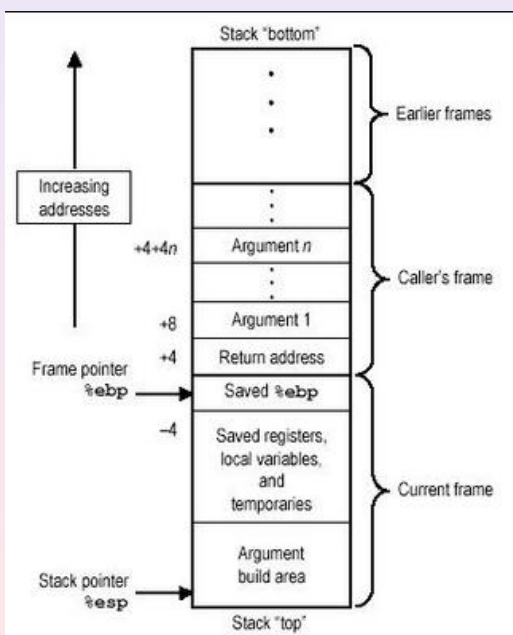 Stack "bottom"
Earlier frames
Increasing
addresses
+4+4n
Argument n
Caller's frame
+8
Argument 1
+4
Return address
Frame pointer
%ebp
Saved %ebp
−4
Saved registers,
local variables,
and
temporaries
Current frame
Argument
build area
Stack pointer
%esp
Stack "top"